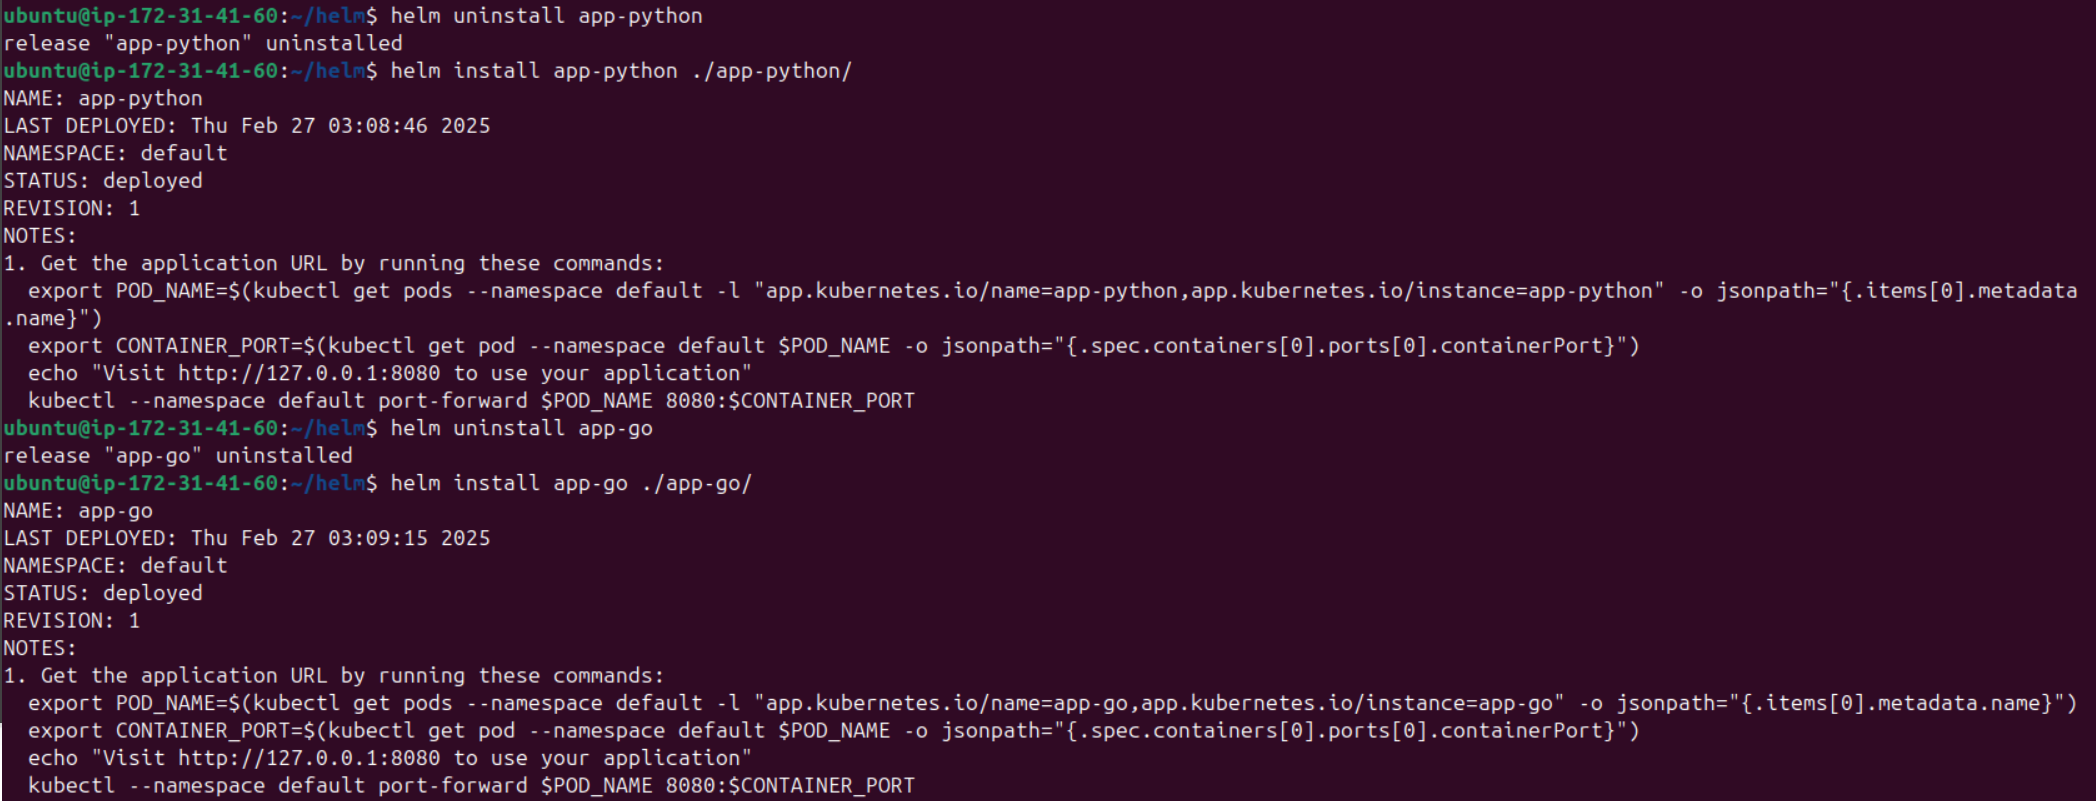 ubuntu@ip-172-31-41-60:~/helm$ helm uninstall app-python
release "app-python" uninstalled
ubuntu@ip-172-31-41-60:~/helm$ helm install app-python ./app-python/
NAME: app-python
LAST DEPLOYED: Thu Feb 27 03:08:46 2025
NAMESPACE: default
STATUS: deployed
REVISION: 1
NOTES:
1. Get the application URL by running these commands:
  export POD_NAME=$(kubectl get pods --namespace default -l "app.kubernetes.io/name=app-python,app.kubernetes.io/instance=app-python" -o jsonpath="{.items[0].metadata
.name}")
  export CONTAINER_PORT=$(kubectl get pod --namespace default $POD_NAME -o jsonpath="{.spec.containers[0].ports[0].containerPort}")
  echo "Visit http://127.0.0.1:8080 to use your application"
  kubectl --namespace default port-forward $POD_NAME 8080:$CONTAINER_PORT
ubuntu@ip-172-31-41-60:~/helm$ helm uninstall app-go
release "app-go" uninstalled
ubuntu@ip-172-31-41-60:~/helm$ helm install app-go ./app-go/
NAME: app-go
LAST DEPLOYED: Thu Feb 27 03:09:15 2025
NAMESPACE: default
STATUS: deployed
REVISION: 1
NOTES:
1. Get the application URL by running these commands:
  export POD_NAME=$(kubectl get pods --namespace default -l "app.kubernetes.io/name=app-go,app.kubernetes.io/instance=app-go" -o jsonpath="{.items[0].metadata.name}")
  export CONTAINER_PORT=$(kubectl get pod --namespace default $POD_NAME -o jsonpath="{.spec.containers[0].ports[0].containerPort}")
  echo "Visit http://127.0.0.1:8080 to use your application"
  kubectl --namespace default port-forward $POD_NAME 8080:$CONTAINER_PORT